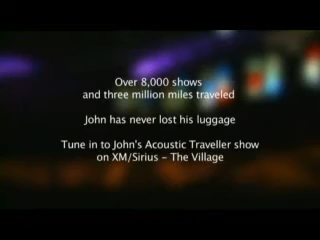 Over 8,000 shows
and three million miles traveled
John has never lost his luggage
Tune in to John's Acoustic Traveller show
on XM/Sirius - The Village